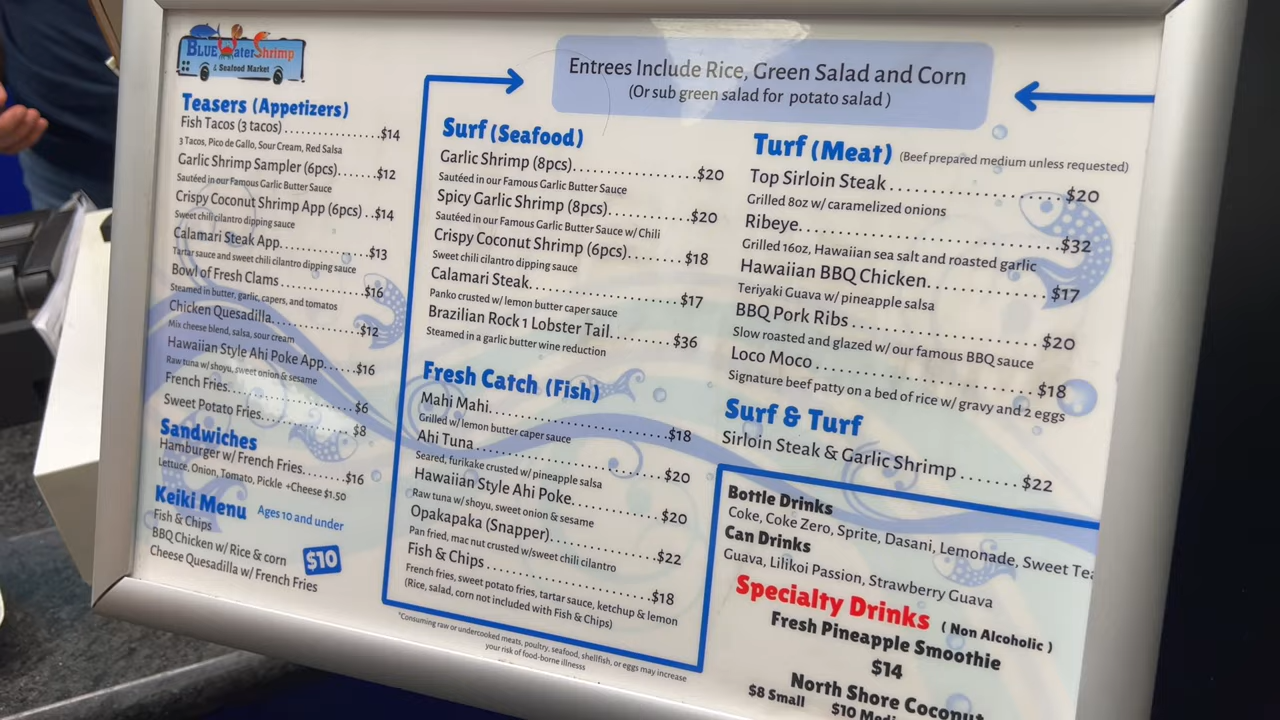 BLUE Water Shrimp
& Seafood Market
Entrees Include Rice, Green Salad and Corn
(Or sub green salad for potato salad )
Teasers (Appetizers)
Fish Tacos (3 tacos)....................$14
3 Tacos, Pico de Gallo, Sour Cream, Red Salsa
Garlic Shrimp Sampler (6pcs).......$12
Sautéed in our Famous Garlic Butter Sauce
Crispy Coconut Shrimp App (6pcs) ..$14
Sweet chili cilantro dipping sauce
Calamari Steak App..................$13
Tartar sauce and sweet chili cilantro dipping sauce
Bowl of Fresh Clams ..................$16
Steamed in butter, garlic, capers, and tomatos
Chicken Quesadilla....................$12
Mix cheese blend, salsa, sour cream
Hawaiian Style Ahi Poke App......$16
Raw tuna w/shoyu, sweet onion & sesame
French Fries...........................$6
Sweet Potato Fries....................$8
Sandwiches
Hamburger w/ French Fries.......$16
Lettuce, Onion, Tomato, Pickle +Cheese $1.50
Keiki Menu Ages 10 and under
Fish & Chips
BBQ Chicken w/ Rice & corn $10
Cheese Quesadilla w/ French Fries
Surf (Seafood)
Garlic Shrimp (8pcs)......................$20
Sautéed in our Famous Garlic Butter Sauce
Spicy Garlic Shrimp (8pcs)...............$20
Sautéed in our Famous Garlic Butter Sauce w/ Chili
Crispy Coconut Shrimp (6pcs)...........$18
Sweet chili cilantro dipping sauce
Calamari Steak...........................$17
Panko crusted w/ lemon butter caper sauce
Brazilian Rock 1 Lobster Tail............$36
Steamed in a garlic butter wine reduction
Fresh Catch (Fish)
Mahi Mahi...............................$18
Grilled w/ lemon butter caper sauce
Ahi Tuna ................................$20
Seared, furikake crusted w/ pineapple salsa
Hawaiian Style Ahi Poke................$20
Raw tuna w/ shoyu, sweet onion & sesame
Opakapaka (Snapper)...................$22
Pan fried, mac nut crusted w/sweet chili cilantro
Fish & Chips ............................$18
French fries, sweet potato fries, tartar sauce, ketchup & lemon
(Rice, salad, corn not included with Fish & Chips)
*Consuming raw or undercooked meats, poultry, seafood, shellfish, or eggs may increase
your risk of food-borne illnesss
Turf (Meat) (Beef prepared medium unless requested)
Top Sirloin Steak ..........................$20
Grilled 8oz w/ caramelized onions
Ribeye.......................................$32
Grilled 16oz, Hawaiian sea salt and roasted garlic
Hawaiian BBQ Chicken..................$17
Teriyaki Guava w/ pineapple salsa
BBQ Pork Ribs ............................$20
Slow roasted and glazed w/ our famous BBQ sauce
Loco Moco .................................$18
Signature beef patty on a bed of rice w/ gravy and 2 eggs
Surf & Turf
Sirloin Steak & Garlic Shrimp .........$22
Bottle Drinks
Coke, Coke Zero, Sprite, Dasani, Lemonade, Sweet Tea
Can Drinks
Guava, Lilikoi Passion, Strawberry Guava
Specialty Drinks ( Non Alcoholic )
Fresh Pineapple Smoothie
$14
North Shore Coconut
$8 Small $10 Medi